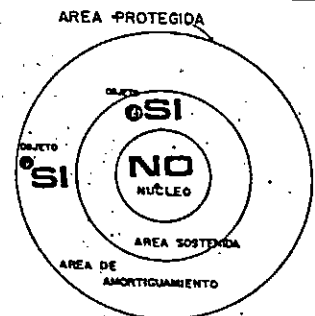 AREA PROTEGIDA
OBJETO
SI
OBJETO
SI
NO
NUCLEO
AREA SOSTENIDA
AREA DE
AMORTIGUAMIENTO